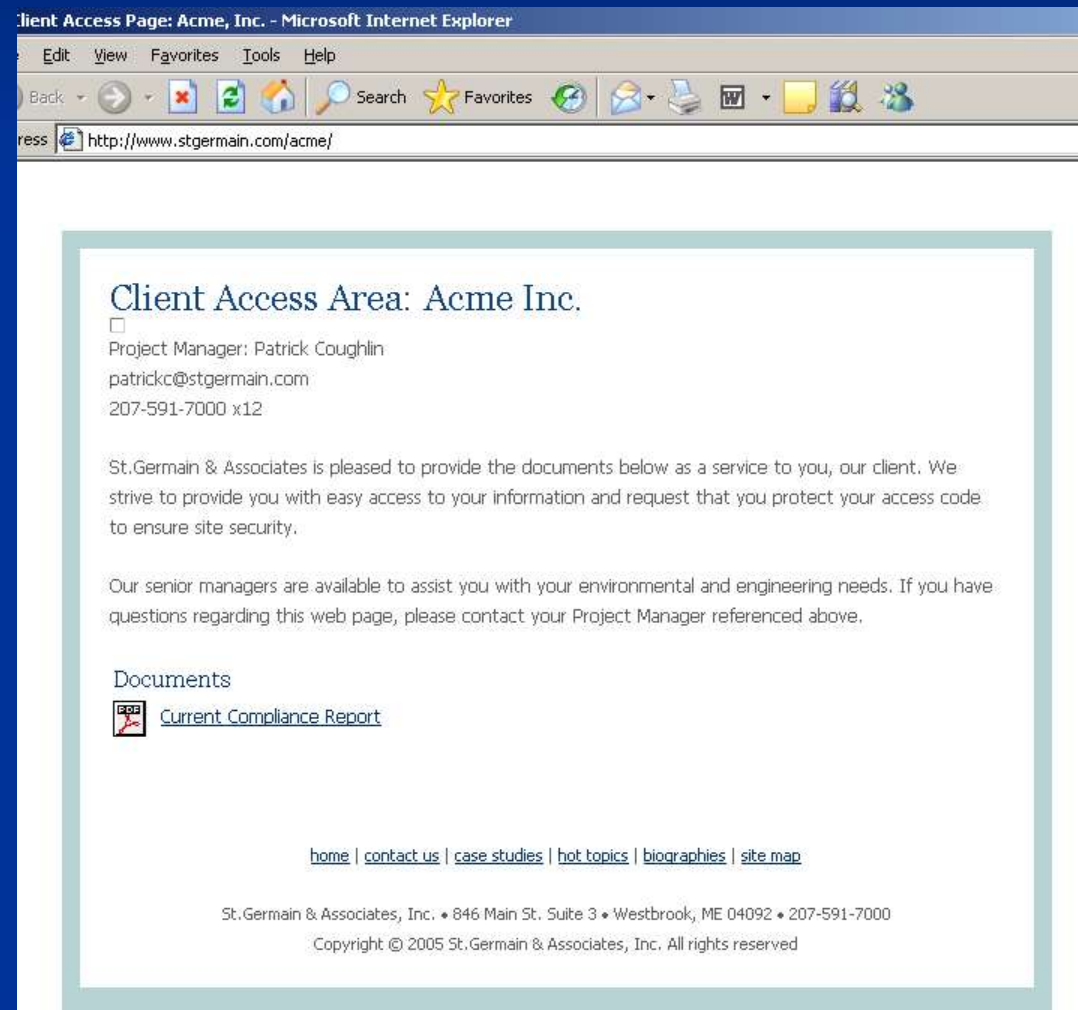 Client Access Page: Acme, Inc. - Microsoft Internet Explorer
Edit View Favorites Tools Help
Back Search Favorites
http://www.stgermain.com/acme/
Client Access Area: Acme Inc.
Project Manager: Patrick Coughlin
patrickc@stgermain.com
207-591-7000 x12
St.Germain & Associates is pleased to provide the documents below as a service to you, our client. We
strive to provide you with easy access to your information and request that you protect your access code
to ensure site security.
Our senior managers are available to assist you with your environmental and engineering needs. If you have
questions regarding this web page, please contact your Project Manager referenced above.
Documents
Current Compliance Report
home | contact us | case studies | hot topics | biographies | site map
St.Germain & Associates, Inc. • 846 Main St. Suite 3 • Westbrook, ME 04092 • 207-591-7000
Copyright © 2005 St.Germain & Associates, Inc. All rights reserved